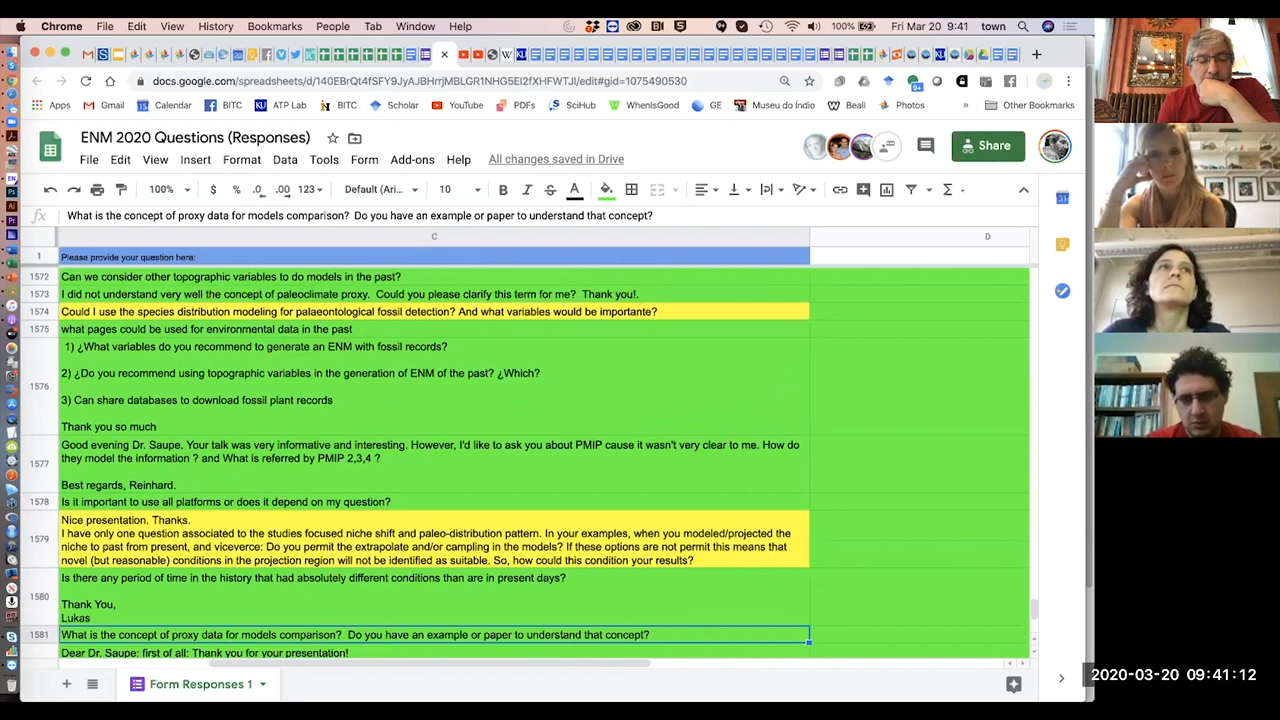 Chrome File Edit View History Bookmarks People Tab Window Help 100% Fri Mar 20 9:41 town
docs.google.com/spreadsheets/d/140EBrQt4fSFY9JyAJBHrrjMBLOR1NHGSEI2fXHFWTJI/edit#gid=1075490530
Apps Gmail Calendar BITC ATP Lab BITC Scholar YouTube PDFs SciHub WhenIsGood GE Museu do Índio Beali Photos » Other Bookmarks
ENM 2020 Questions (Responses)
Share
File Edit View Insert Format Data Tools Form Add-ons Help All changes saved in Drive
100% $ % .0 .00 123 Default (Ari... 10 B I S A
fx What is the concept of proxy data for models comparison? Do you have an example or paper to understand that concept?
C D
1 Please provide your question here:
1572 Can we consider other topographic variables to do models in the past?
1573 I did not understand very well the concept of paleoclimate proxy. Could you please clarify this term for me? Thank you!.
1574 Could I use the species distribution modeling for palaeontological fossil detection? And what variables would be importante?
1575 what pages could be used for environmental data in the past
1576 1) ¿What variables do you recommend to generate an ENM with fossil records?
2) ¿Do you recommend using topographic variables in the generation of ENM of the past? ¿Which?
3) Can share databases to download fossil plant records
Thank you so much
1577 Good evening Dr. Saupe. Your talk was very informative and interesting. However, I'd like to ask you about PMIP cause it wasn't very clear to me. How do
they model the information ? and What is referred by PMIP 2,3,4 ?
Best regards, Reinhard.
1578 Is it important to use all platforms or does it depend on my question?
1579 Nice presentation. Thanks.
I have only one question associated to the studies focused niche shift and paleo-distribution pattern. In your examples, when you modeled/projected the
niche to past from present, and viceverce: Do you permit the extrapolate and/or campling in the models? If these options are not permit this means that
novel (but reasonable) conditions in the projection region will not be identified as suitable. So, how could this condition your results?
1580 Is there any period of time in the history that had absolutely different conditions than are in present days?
Thank You,
Lukas
1581 What is the concept of proxy data for models comparison? Do you have an example or paper to understand that concept?
Dear Dr. Saupe: first of all: Thank you for your presentation!
Form Responses 1
2020-03-20 09:41:12